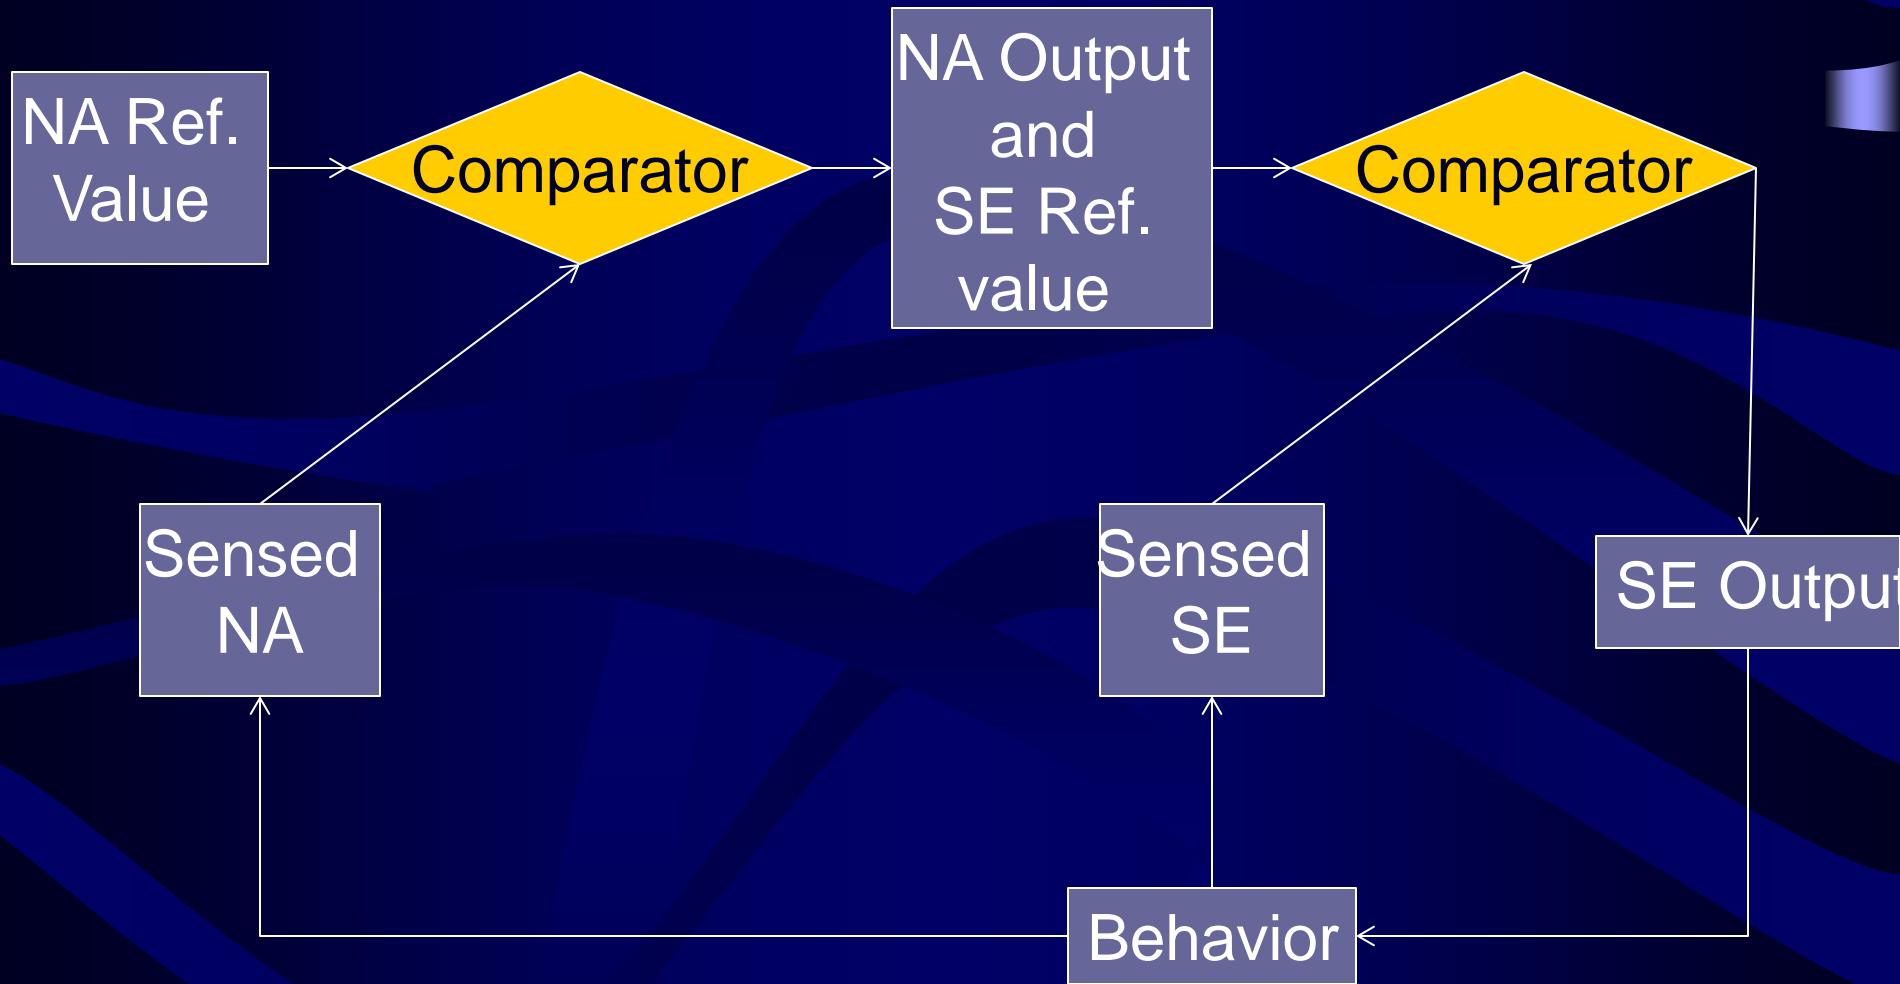 NA Ref.
Value
Comparator
NA Output
and
SE Ref.
value
Comparator
Sensed
NA
Sensed
SE
SE Output
Behavior